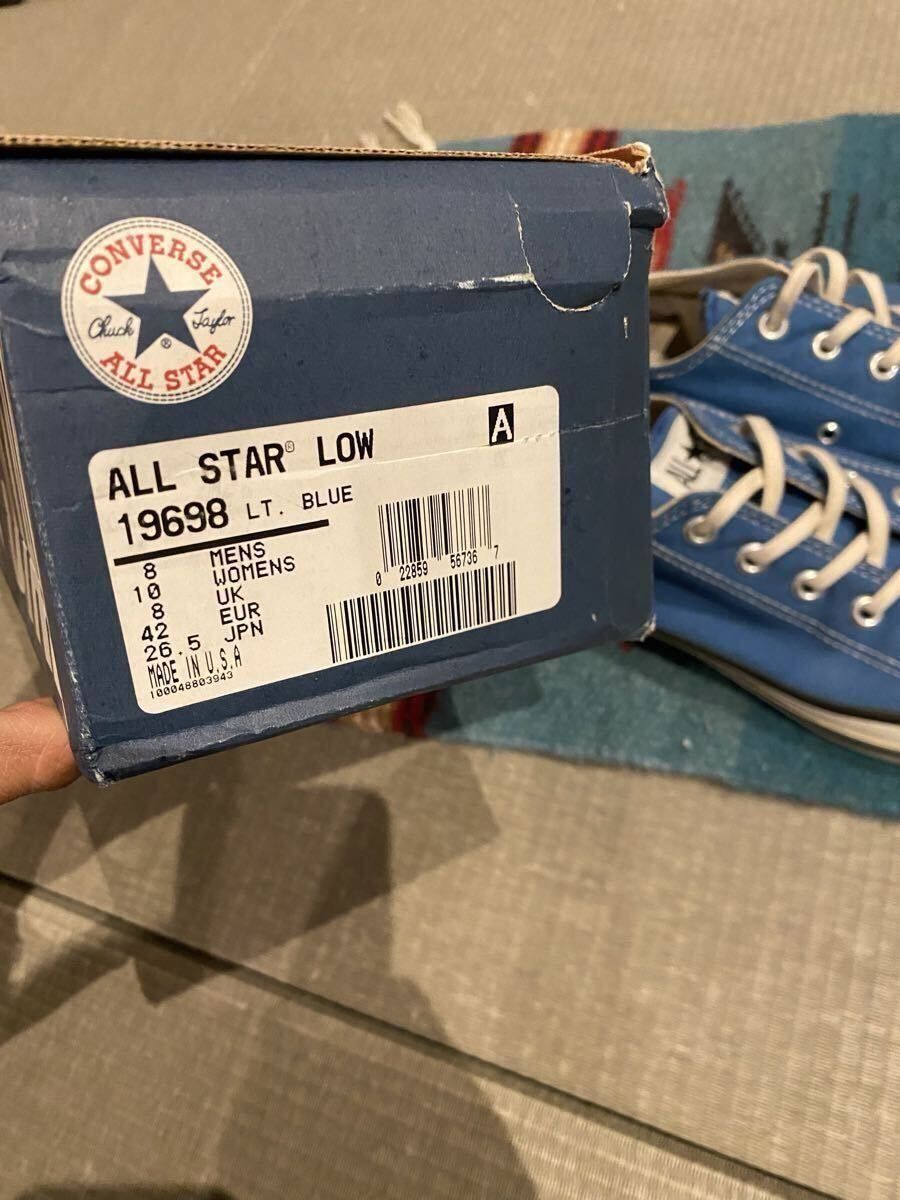 CONVERSE
Chuck Taylor
®
ALL STAR
ALL STAR® LOW
A
19698 LT. BLUE
8 MENS
10 WOMENS
8 UK
42 EUR
26.5 JPN
MADE IN U.S.A
100048803943
0 22859 56736 7
ALL